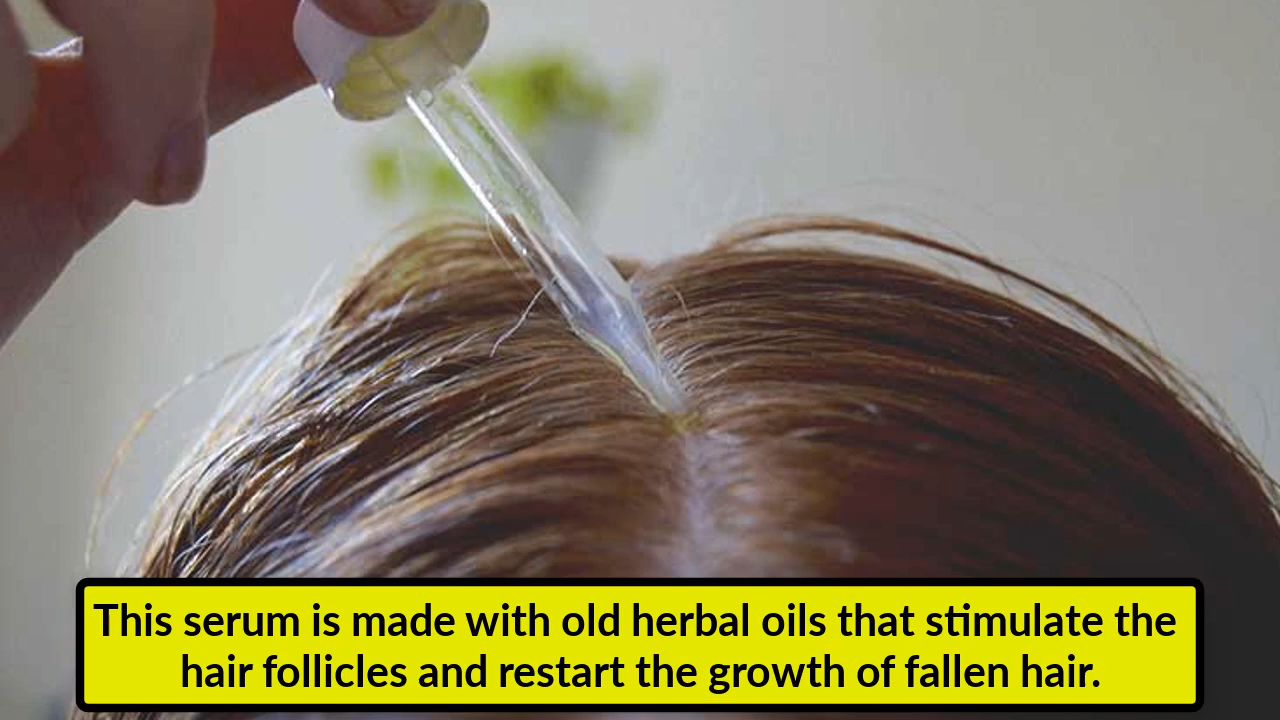 This serum is made with old herbal oils that stimulate the
hair follicles and restart the growth of fallen hair.